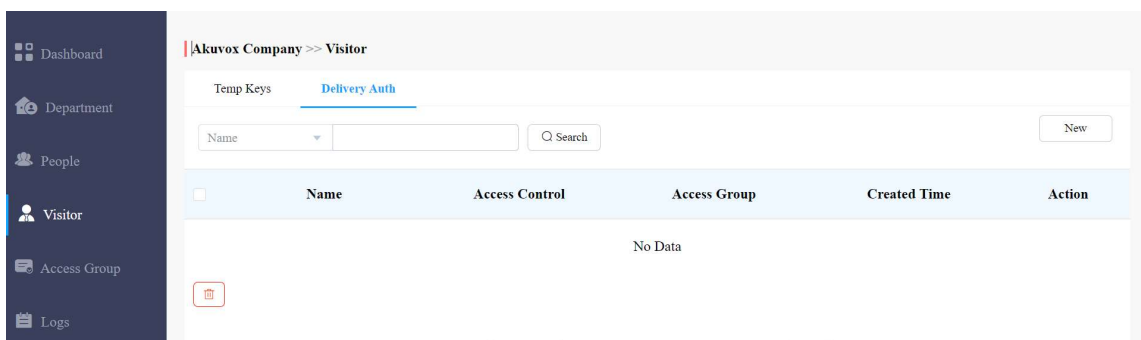 Dashboard
Department
People
Visitor
Access Group
Logs
Akuvox Company >> Visitor
Temp Keys Delivery Auth
Name Search New
Name Access Control Access Group Created Time Action
No Data